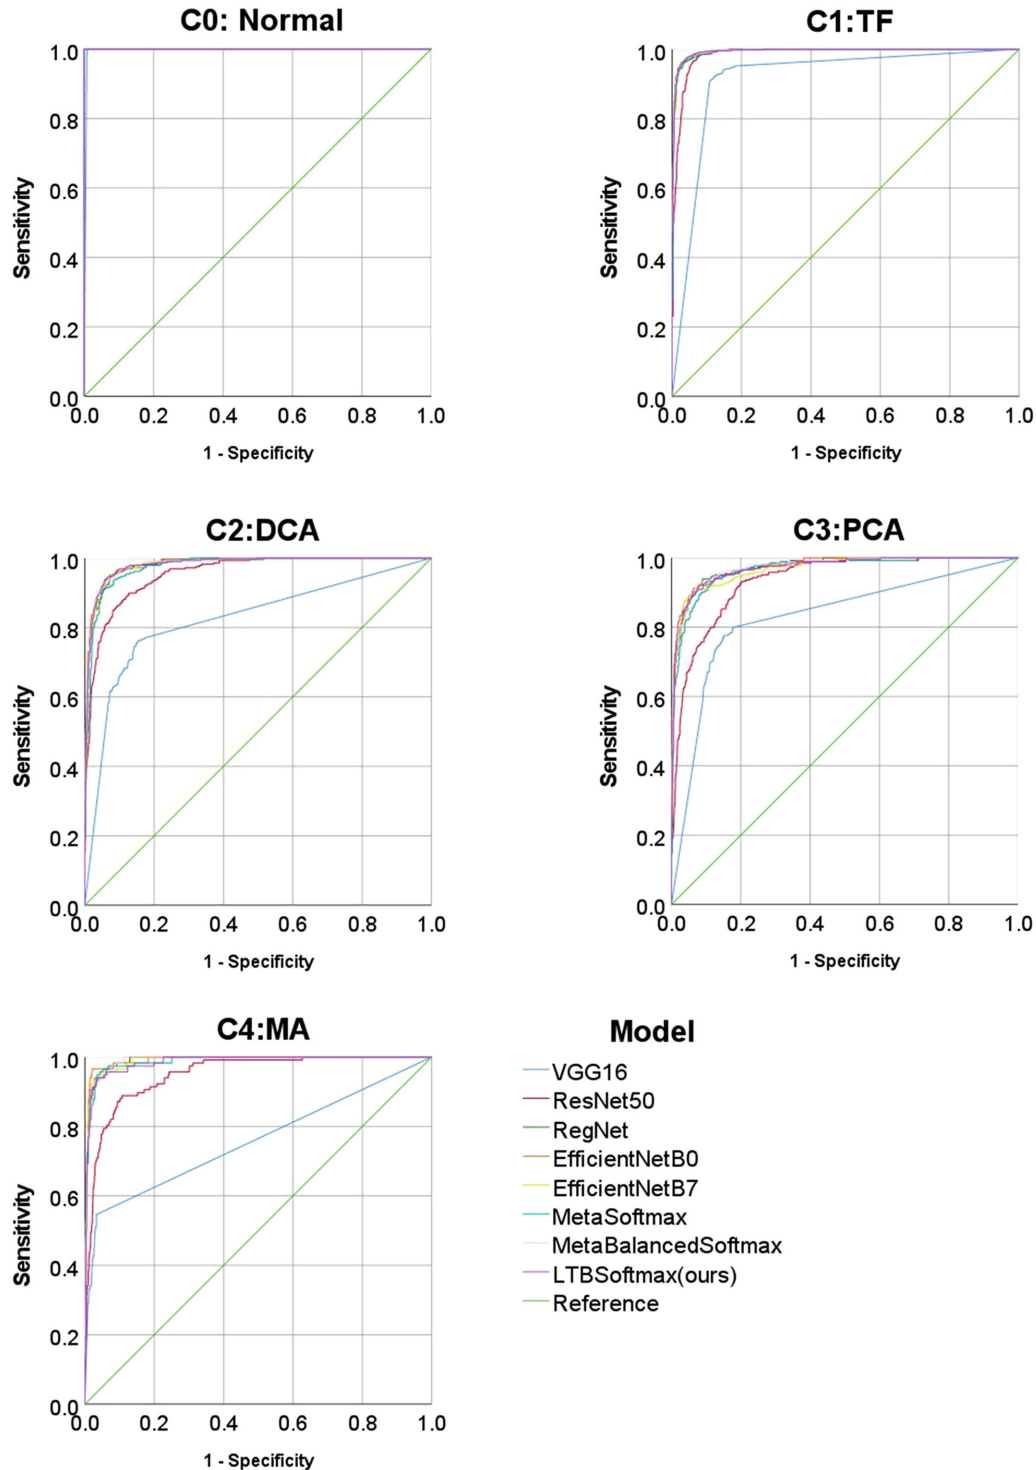 C0: Normal
1.0
0.8
0.6
0.4
0.2
0.0
Sensitivity
0.0 0.2 0.4 0.6 0.8 1.0
1 - Specificity
C1:TF
1.0
0.8
0.6
0.4
0.2
0.0
Sensitivity
0.0 0.2 0.4 0.6 0.8 1.0
1 - Specificity
C2:DCA
1.0
0.8
0.6
0.4
0.2
0.0
Sensitivity
0.0 0.2 0.4 0.6 0.8 1.0
1 - Specificity
C3:PCA
1.0
0.8
0.6
0.4
0.2
0.0
Sensitivity
0.0 0.2 0.4 0.6 0.8 1.0
1 - Specificity
C4:MA
1.0
0.8
0.6
0.4
0.2
0.0
Sensitivity
0.0 0.2 0.4 0.6 0.8 1.0
1 - Specificity
Model
VGG16
ResNet50
RegNet
EfficientNetB0
EfficientNetB7
MetaSoftmax
MetaBalancedSoftmax
LTBSoftmax(ours)
Reference